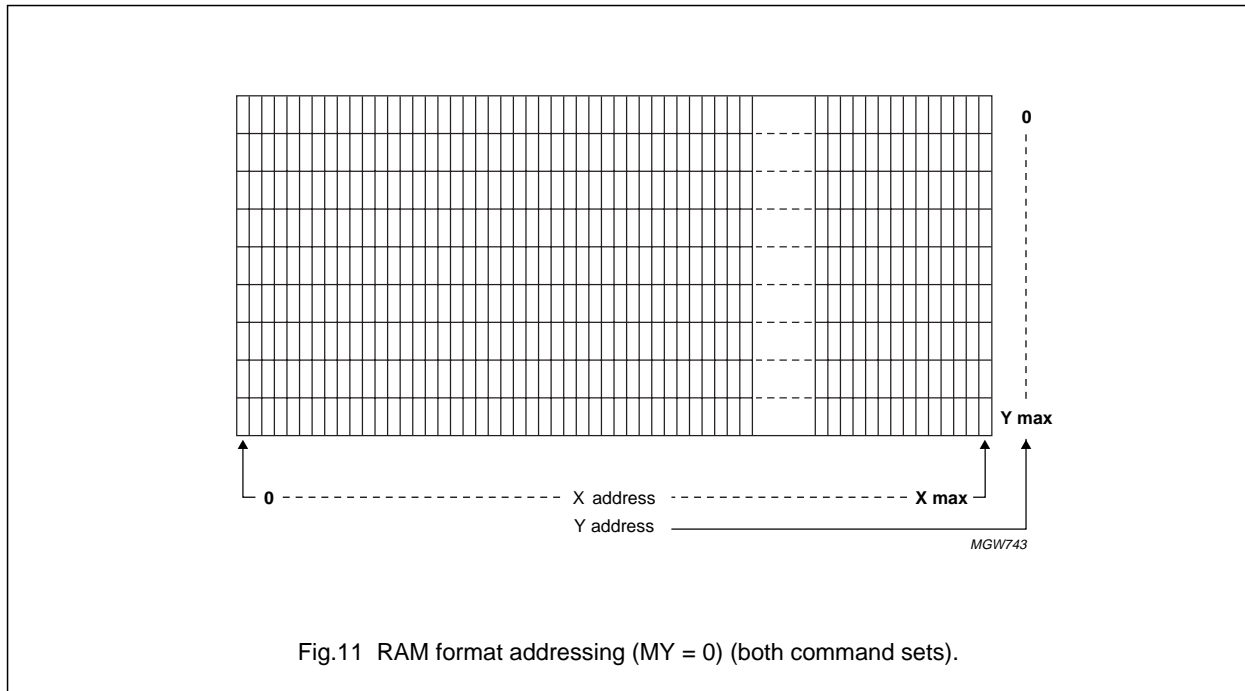 0
Y max
0 X address X max
Y address
MGW743
Fig.11 RAM format addressing (MY = 0) (both command sets).